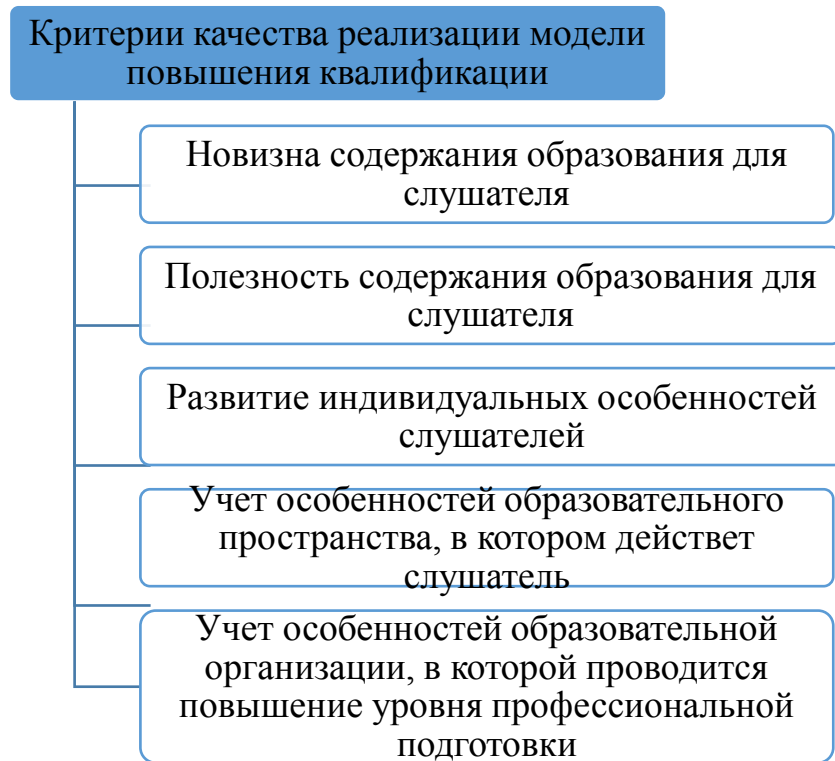 Критерии качества реализации модели
повышения квалификации
Новизна содержания образования для
слушателя
Полезность содержания образования для
слушателя
Развитие индивидуальных особенностей
слушателей
Учет особенностей образовательного
пространства, в котором действет
слушатель
Учет особенностей образовательной
организации, в которой проводится
повышение уровня профессиональной
подготовки